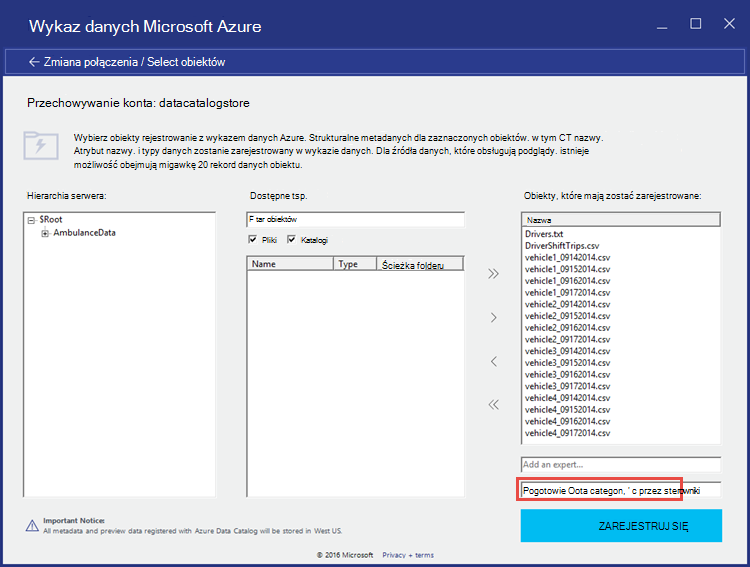 Wykaz danych Microsoft Azure
Zmiana połączenia / Select obiektów
Przechowywanie konta: datacatalogstore
Wybierz obiekty rejestrowanie z wykazem danych Azure. Strukturalne metadanych dla zaznaczonych obiektów. w tym CT nazwy.
Atrybut nazwy. i typy danych zostanie zarejestrowany w wykazie danych. Dla źródła danych, które obsługują podglądy. istnieje
możliwość obejmują migawkę 20 rekord danych obiektu.
Hierarchia serwera:
$Root
AmbulanceData
Dostępne tsp.
F tar obiektów
Pliki Katalogi
Name Type Ścieżka folderu
Obiekty, które mają zostać zarejestrowane:
Nazwa
Drivers.txt
DriverShiftTrips.csv
vehicle1_09142014.csv
vehicle1_09152014.csv
vehicle1_09162014.csv
vehicle1_09172014.csv
vehicle2_09142014.csv
vehicle2_09152014.csv
vehicle2_09162014.csv
vehicle2_09172014.csv
vehicle3_09142014.csv
vehicle3_09152014.csv
vehicle3_09162014.csv
vehicle3_09172014.csv
vehicle4_09142014.csv
vehicle4_09152014.csv
vehicle4_09162014.csv
vehicle4_09172014.csv
Add an expert...
Pogotowie Oota categon, " c przez sterowniki
ZAREJESTRUJ SIĘ
Important Notice:
All metadata and preview data registered with Azure Data Catalog will be stored in West US.
© 2016 Microsoft Privacy + terms